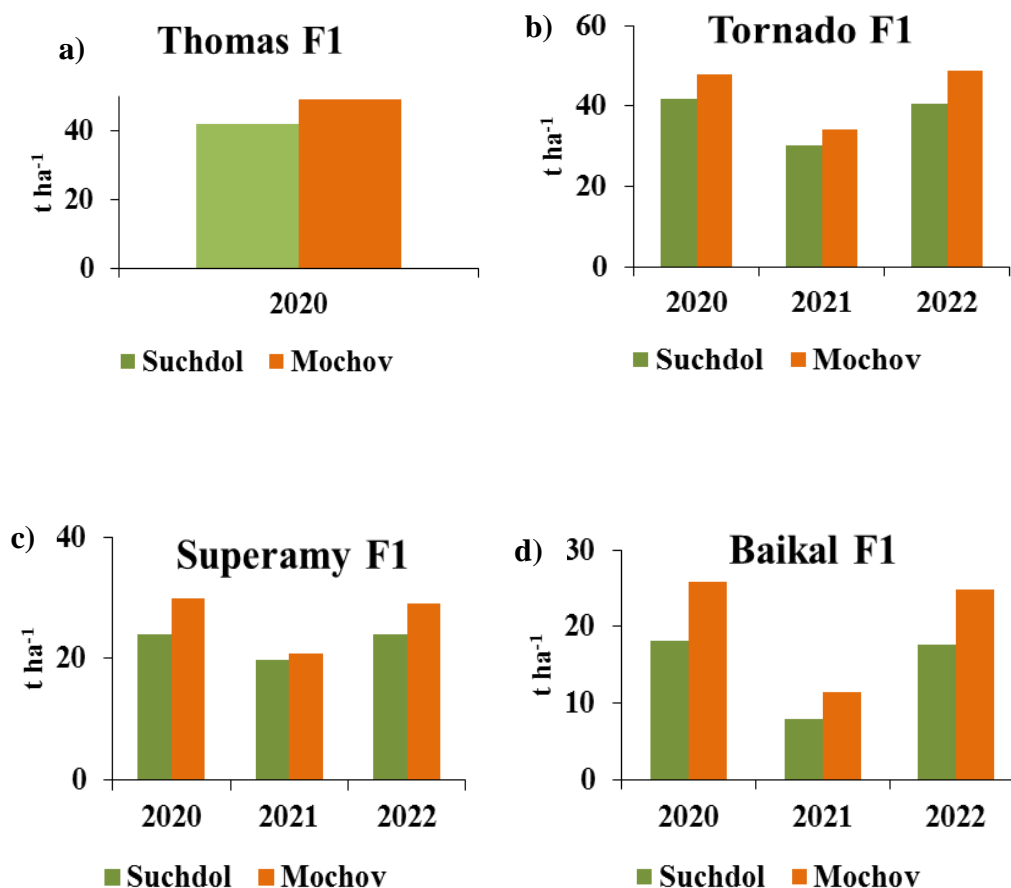 a) Thomas F1
t ha-1
40
20
0
2020
Suchdol Mochov
b) Tornado F1
t ha-1
60
40
20
0
2020 2021 2022
Suchdol Mochov
c) Superamy F1
t ha-1
40
20
0
2020 2021 2022
Suchdol Mochov
d) Baikal F1
t ha-1
30
20
10
0
2020 2021 2022
Suchdol Mochov